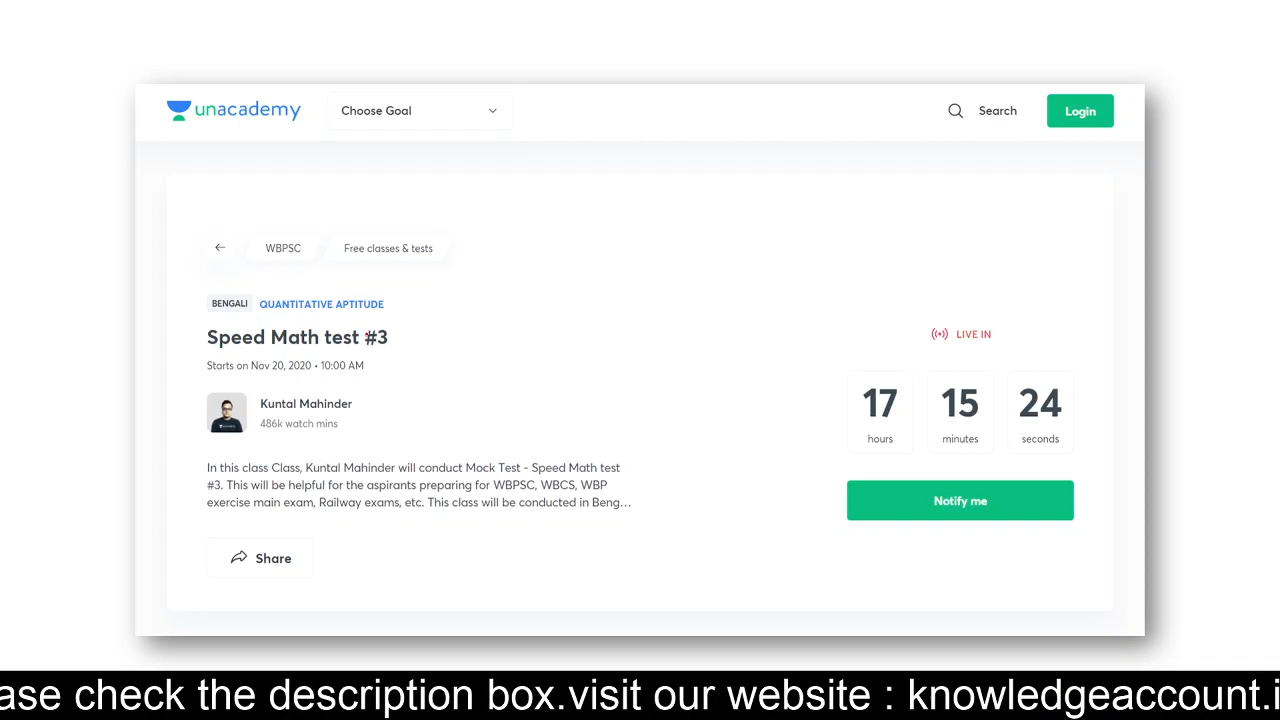 unacademy
Choose Goal
Search
Login
WBPSC
Free classes & tests
BENGALI QUANTITATIVE APTITUDE
Speed Math test #3
Starts on Nov 20, 2020 • 10:00 AM
Kuntal Mahinder
486k watch mins
In this class Class, Kuntal Mahinder will conduct Mock Test - Speed Math test
#3. This will be helpful for the aspirants preparing for WBPSC, WBCS, WBP
exercise main exam, Railway exams, etc. This class will be conducted in Beng...
Share
LIVE IN
17 15 24
hours minutes seconds
Notify me
ase check the description box.visit our website : knowledgeaccount.i